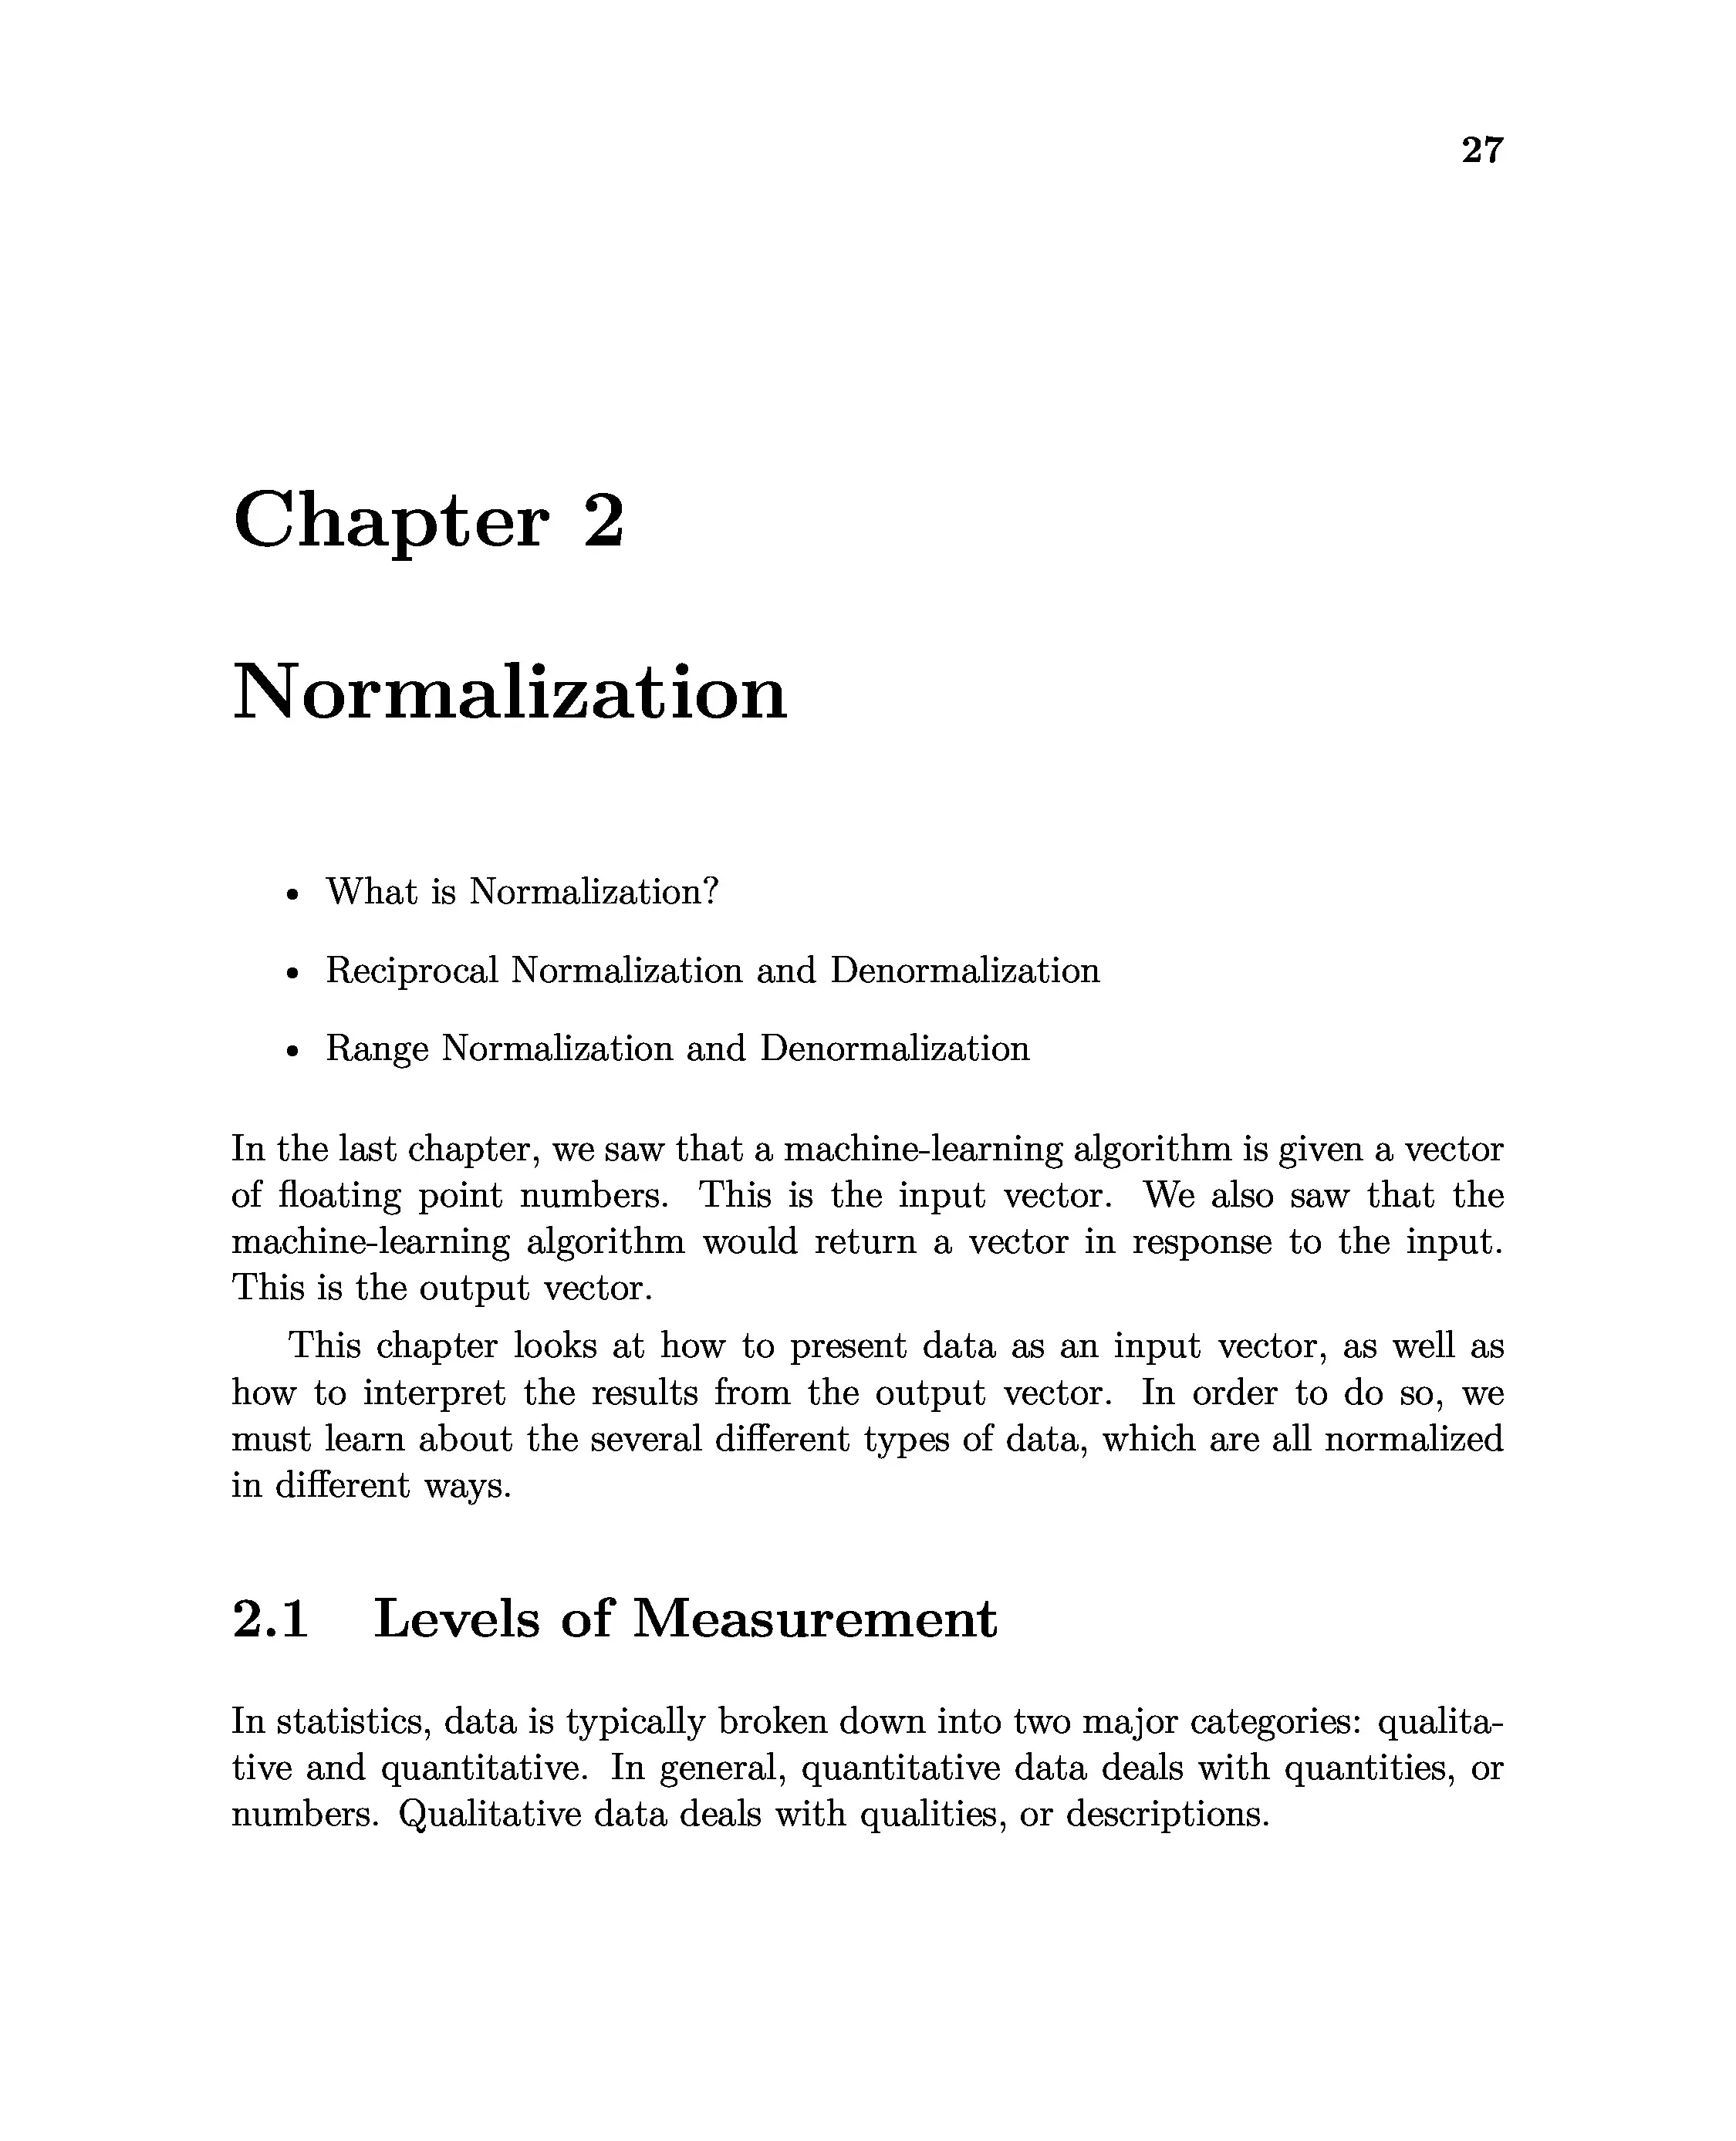 27
Chapter 2
Normalization
• What is Normalization?
• Reciprocal Normalization and Denormalization
• Range Normalization and Denormalization
In the last chapter, we saw that a machine-learning algorithm is given a vector
of floating point numbers. This is the input vector. We also saw that the
machine-learning algorithm would return a vector in response to the input.
This is the output vector.
This chapter looks at how to present data as an input vector, as well as
how to interpret the results from the output vector. In order to do so, we
must learn about the several different types of data, which are all normalized
in different ways.
2.1 Levels of Measurement
In statistics, data is typically broken down into two major categories: qualita-
tive and quantitative. In general, quantitative data deals with quantities, or
numbers. Qualitative data deals with qualities, or descriptions.